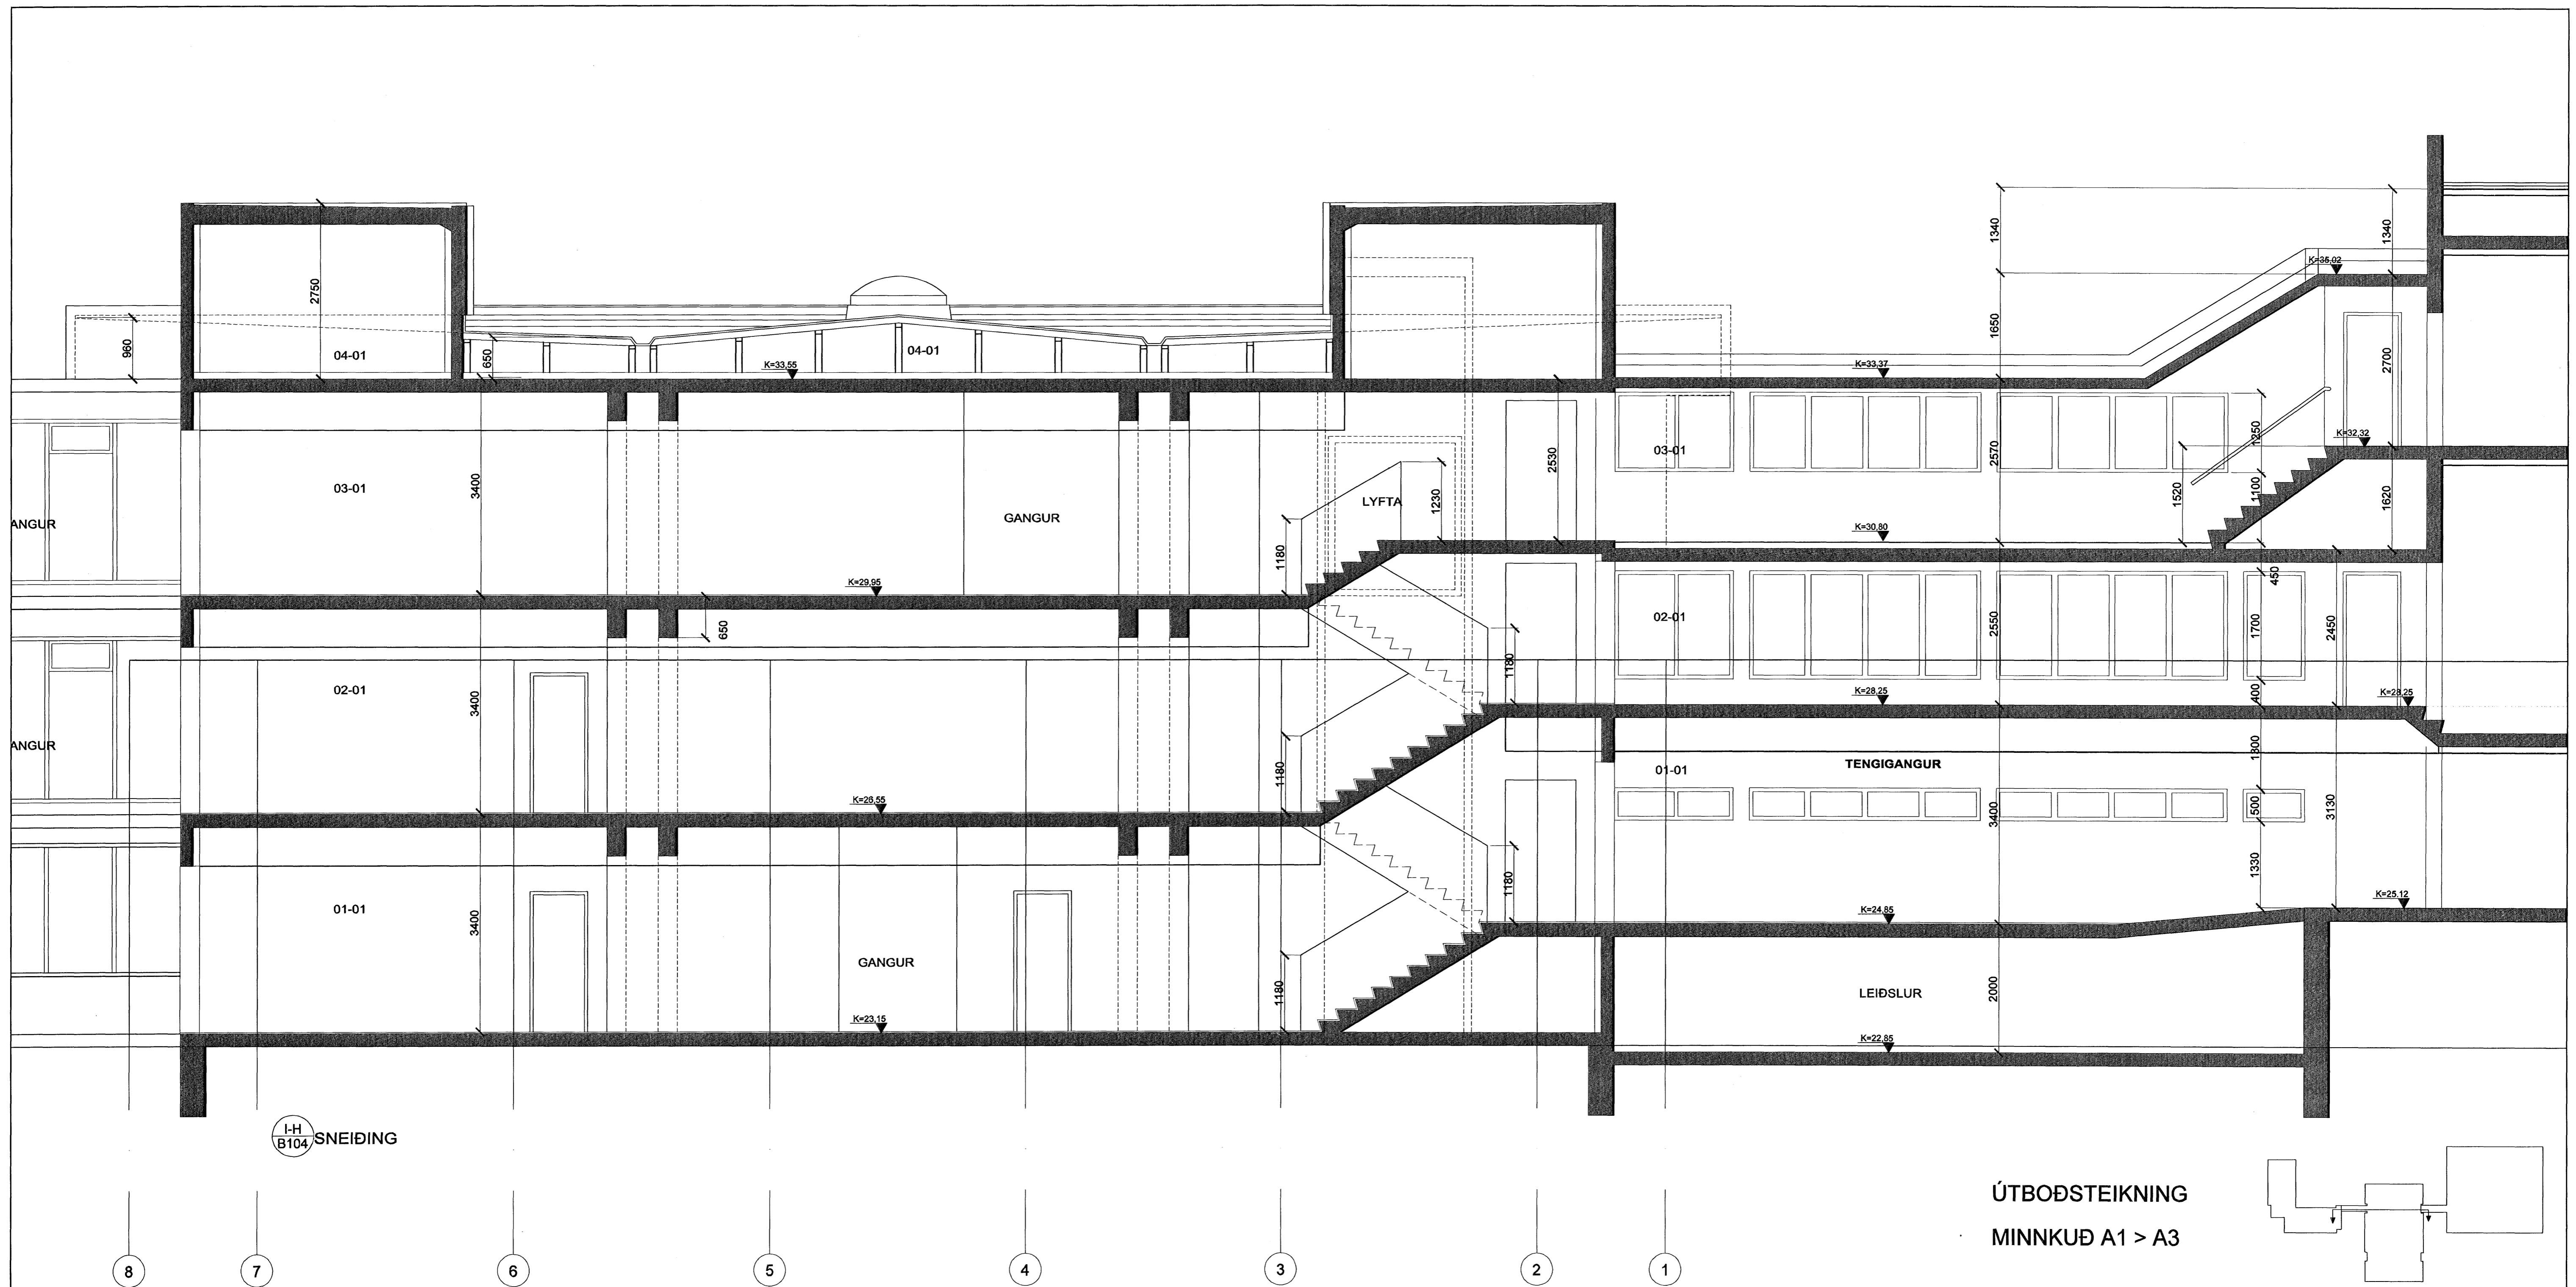 1340
1340
K=35,02
2750
960
04-01
650
04-01
K=33,55
K=33,37
1650
2700
1250
K=32,32
03-01
03-01
3400
2530
2570
1520
1100
1620
LYFTA
1230
GANGUR
ANGUR
1180
K=30,80
K=29,95
650
450
02-01
2550
1700
2450
1180
02-01
3400
400
K=28,25
K=28,25
ANGUR
1180
1800
01-01
TENGIGANGUR
K=26,55
500
3400
3130
1330
1180
K=25,12
01-01
3400
K=24,85
GANGUR
1180
LEIÐSLUR
2000
K=23,15
K=22,85
I-H
B104
SNEIÐING
ÚTBOÐSTEIKNING
MINNKUÐ A1 > A3
8
7
6
5
4
3
2
1